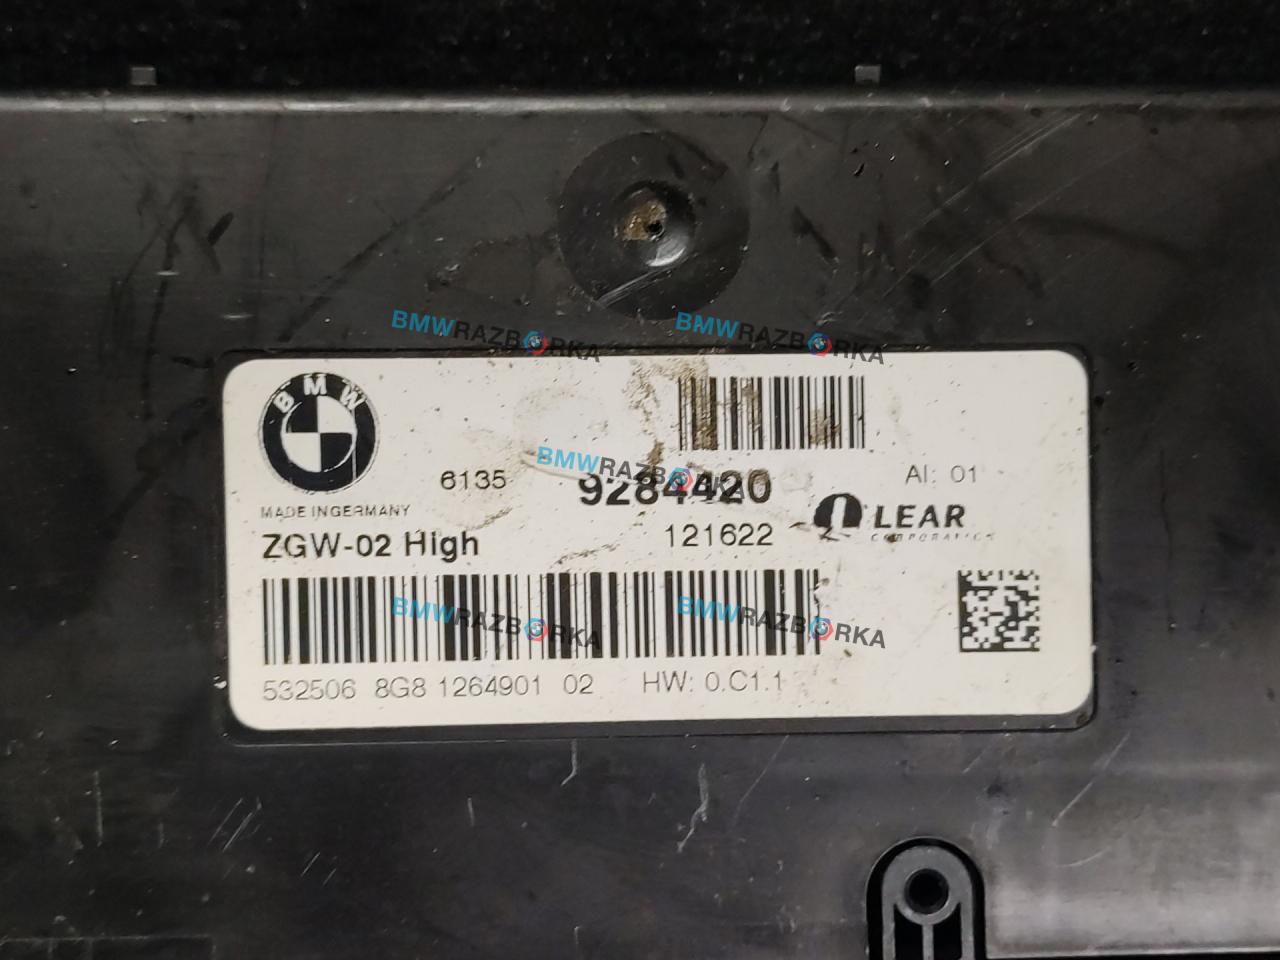 BMWRAZBORKA BMWRAZBORKA
BMW
BMWRAZBORKA
6135 9284420 AI: 01
MADE IN GERMANY
LEAR
CORPORATION
ZGW-02 High 121622
BMWRAZBORKA BMWRAZBORKA
532506 8G8 1264901 02 HW: 0.C1.1